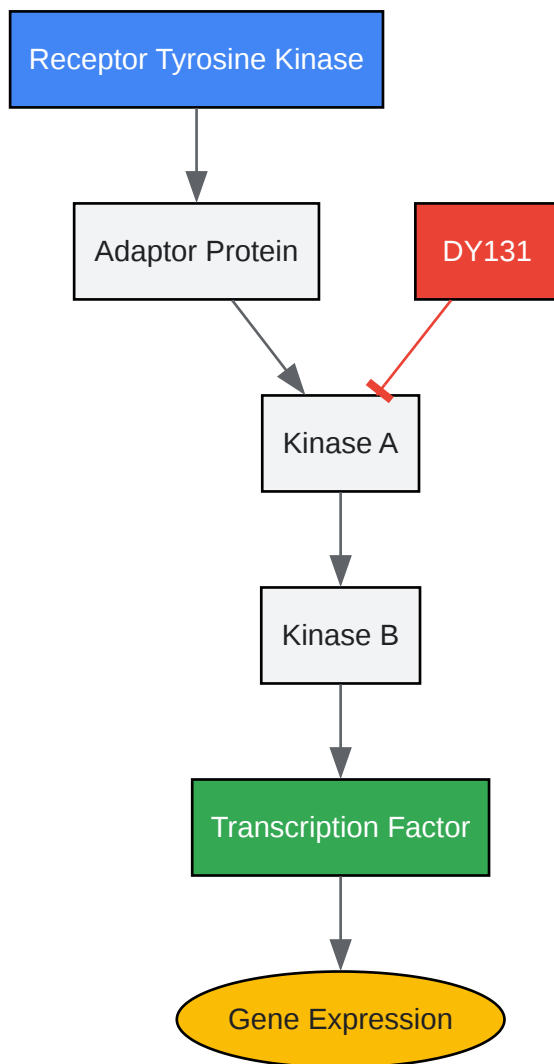 Receptor Tyrosine Kinase
Adaptor Protein
DY131
Kinase A
Kinase B
Transcription Factor
Gene Expression